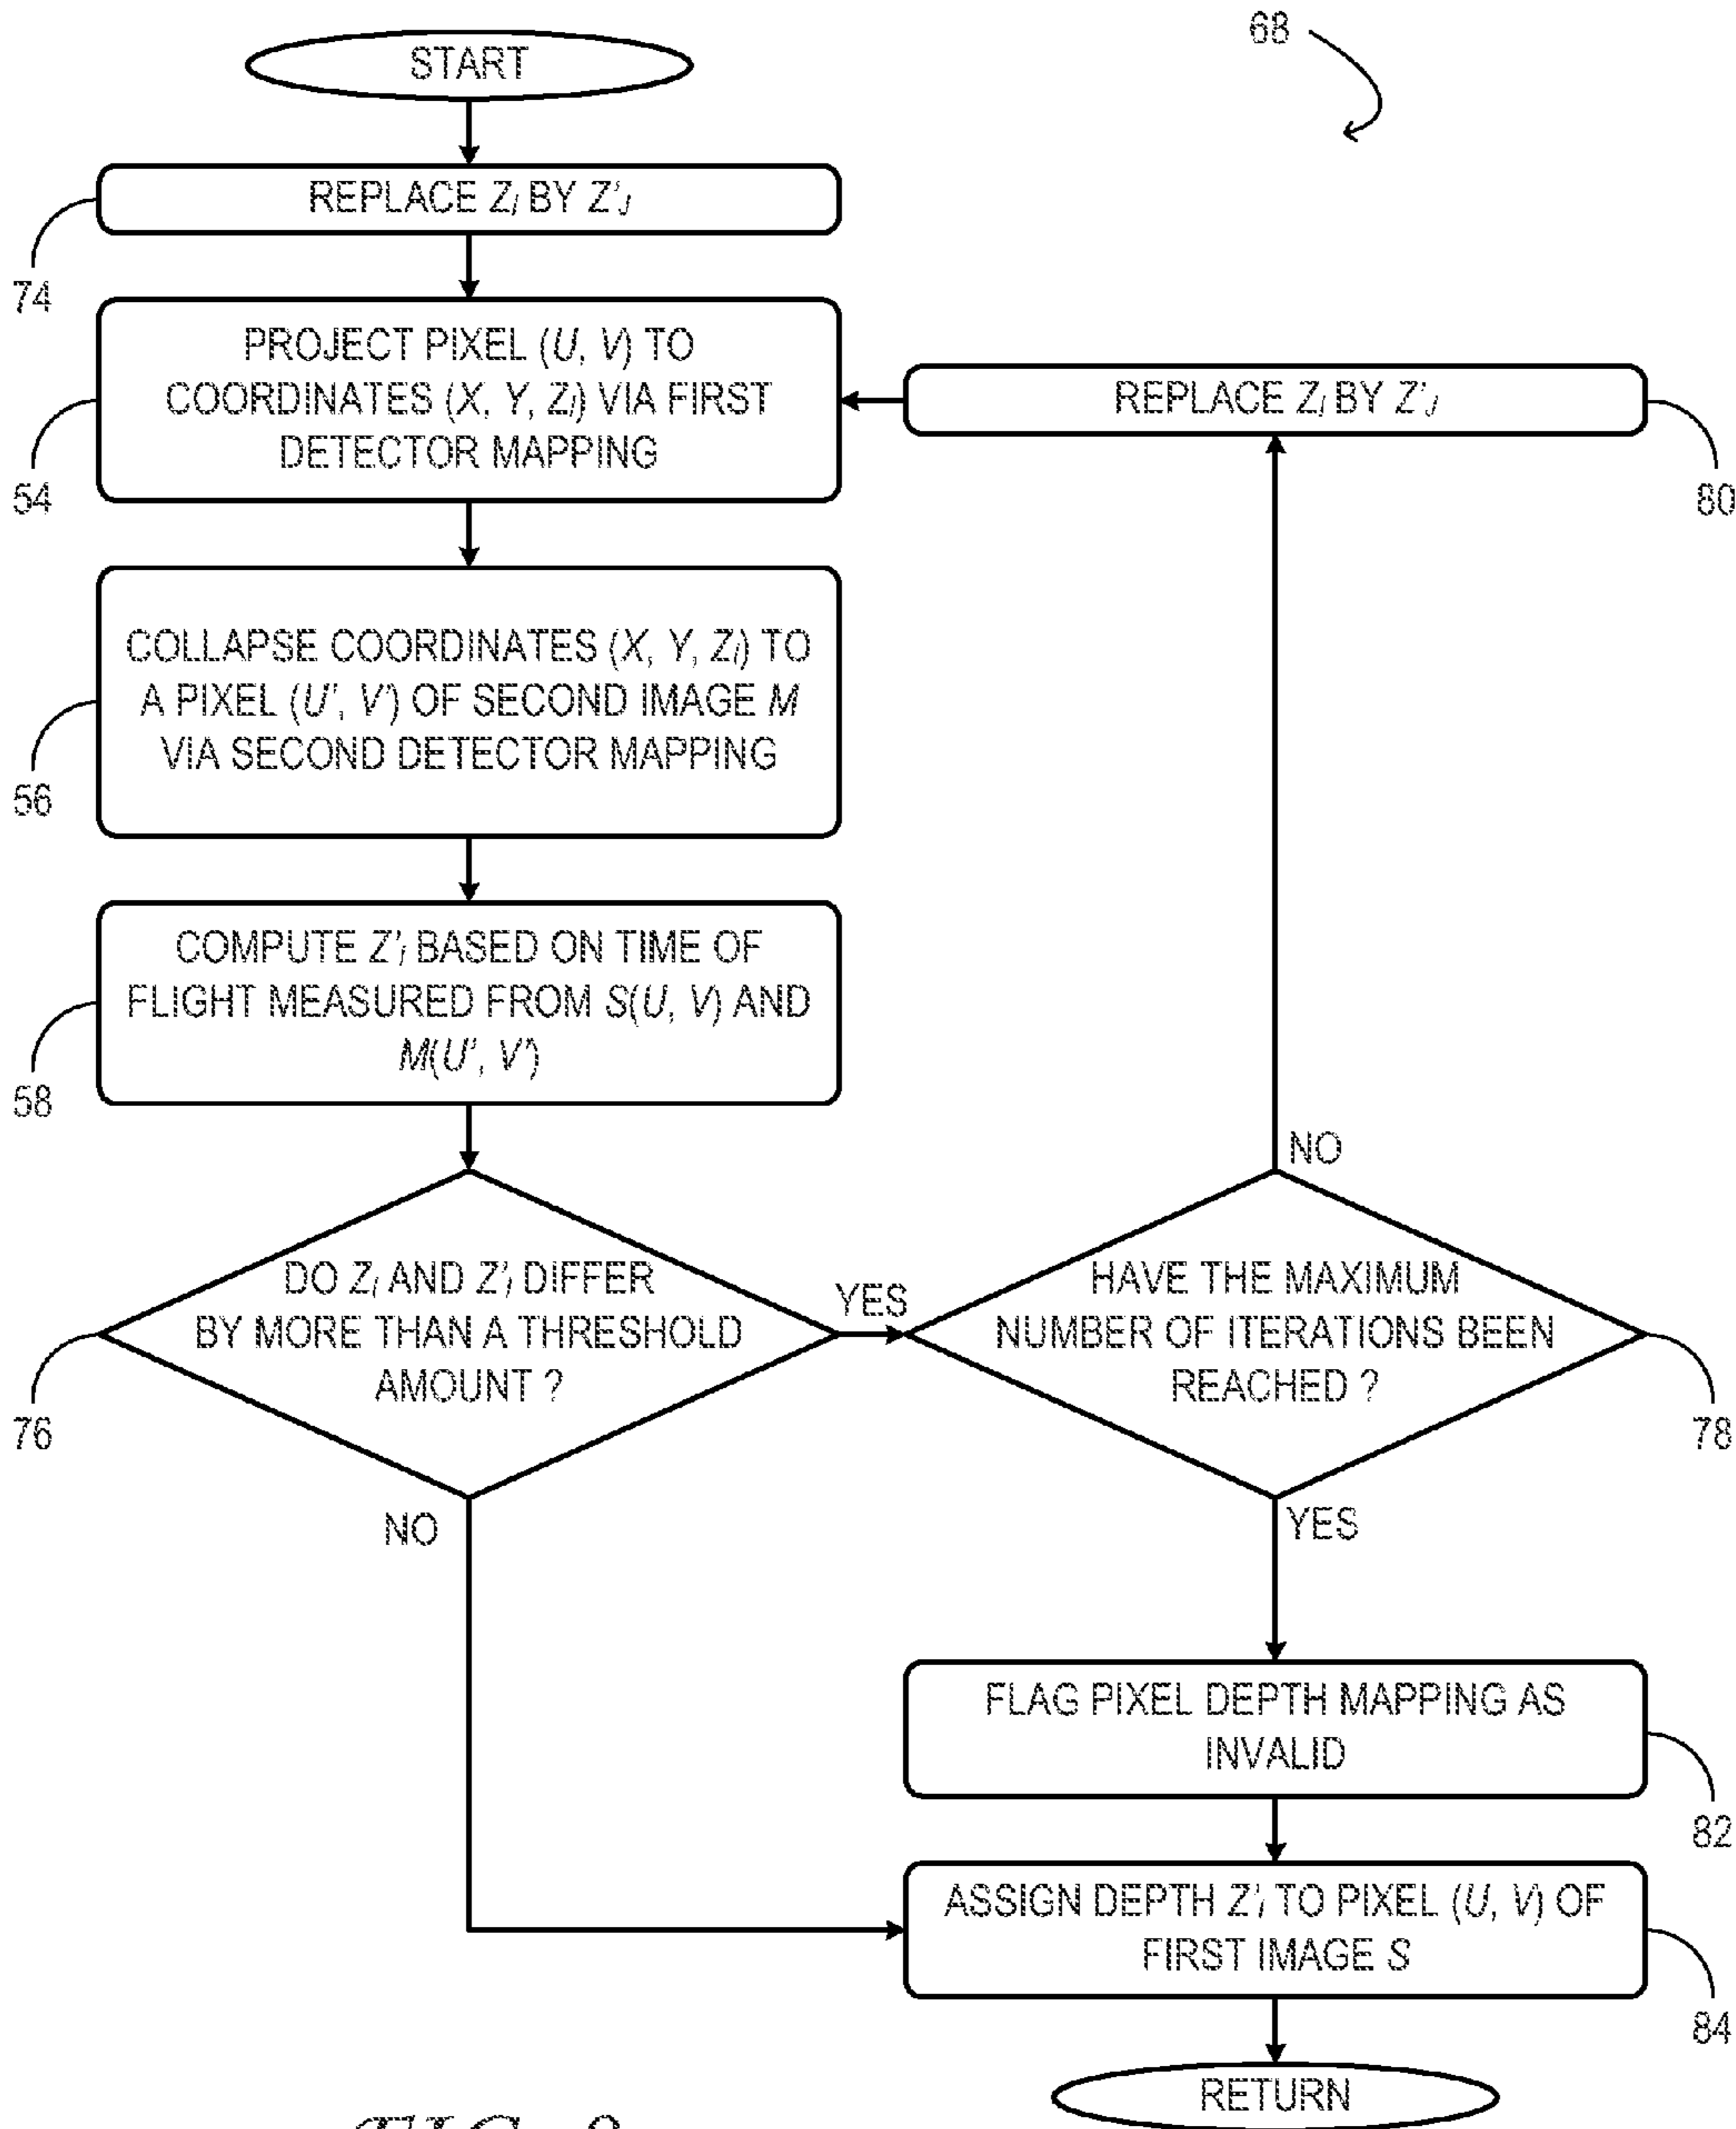 68
START
REPLACE Zi BY Z'J
74
PROJECT PIXEL (U, V) TO
COORDINATES (X, Y, Zi) VIA FIRST
DETECTOR MAPPING
54
REPLACE Zi BY Z'J
80
COLLAPSE COORDINATES (X, Y, Zi) TO
A PIXEL (U', V') OF SECOND IMAGE M
VIA SECOND DETECTOR MAPPING
56
COMPUTE Z'i BASED ON TIME OF
FLIGHT MEASURED FROM S(U, V) AND
M(U', V')
58
DO Zi AND Z'i DIFFER
BY MORE THAN A THRESHOLD
AMOUNT ?
76
YES
NO
NO
HAVE THE MAXIMUM
NUMBER OF ITERATIONS BEEN
REACHED ?
78
YES
FLAG PIXEL DEPTH MAPPING AS
INVALID
82
ASSIGN DEPTH Z'i TO PIXEL (U, V) OF
FIRST IMAGE S
84
RETURN